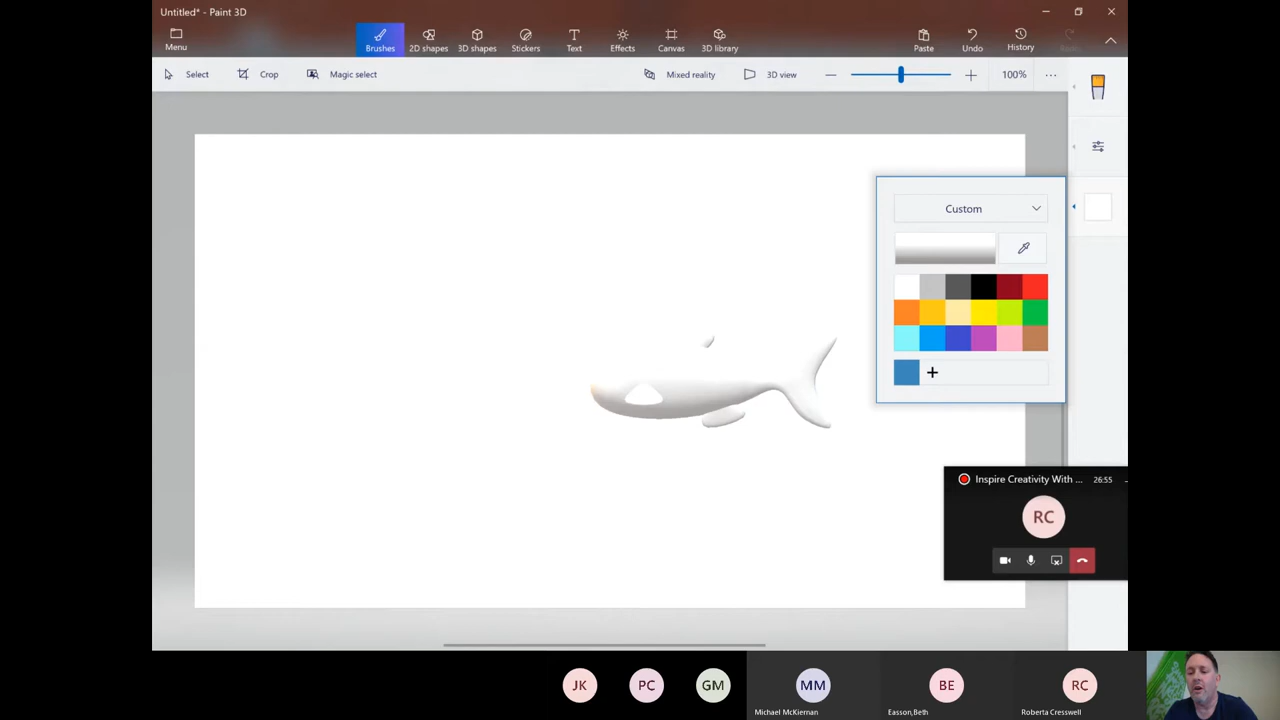 Untitled* - Paint 3D
Menu
Brushes
2D shapes
3D shapes
Stickers
Text
Effects
Canvas
3D library
Paste
Undo
History
Select
Crop
Magic select
Mixed reality
3D view
100%
Custom
Inspire Creativity With ...
26:55
RC
JK
PC
GM
MM
BE
RC
Michael McKiernan
Easson,Beth
Roberta Cresswell